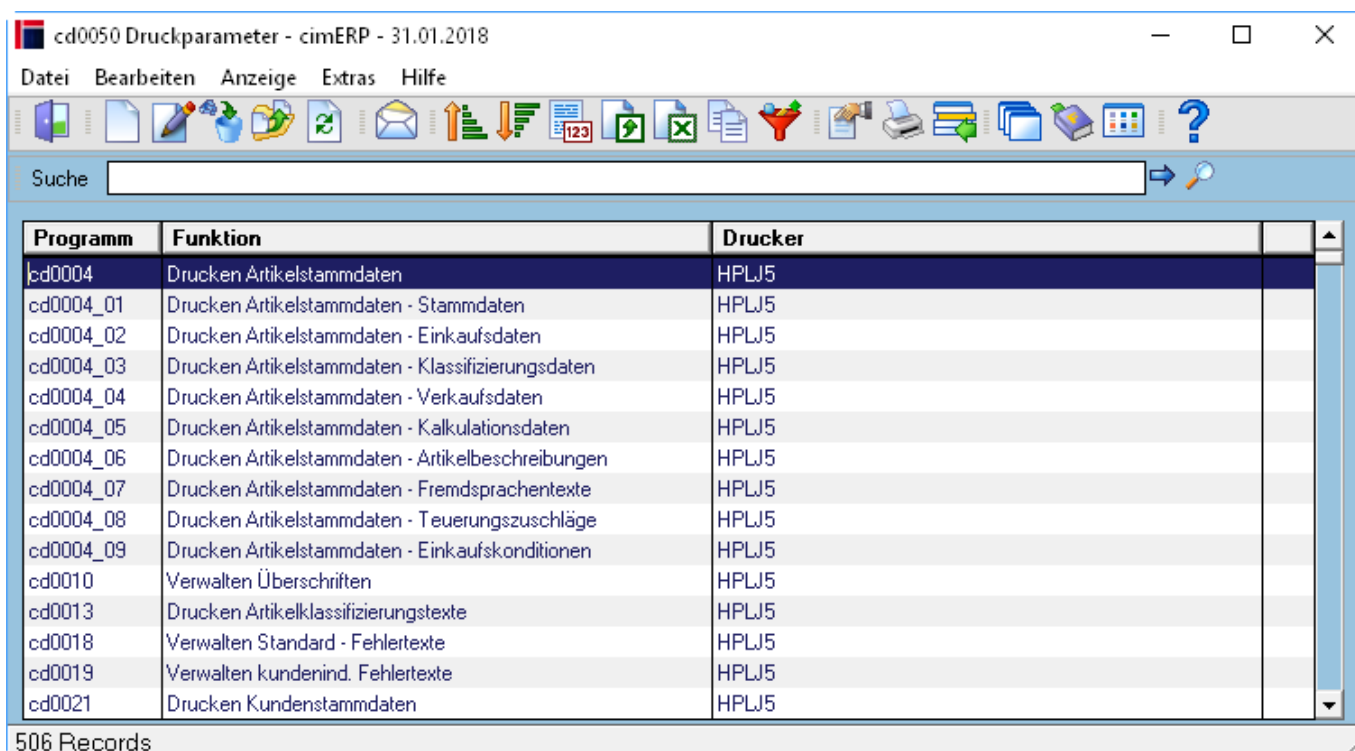 cd0050 Druckparameter - cimERP - 31.01.2018
Datei Bearbeiten Anzeige Extras Hilfe
123
Suche
Programm Funktion Drucker
cd0004 Drucken Artikelstammdaten HPLJ5
cd0004_01 Drucken Artikelstammdaten - Stammdaten HPLJ5
cd0004_02 Drucken Artikelstammdaten - Einkaufsdaten HPLJ5
cd0004_03 Drucken Artikelstammdaten - Klassifizierungsdaten HPLJ5
cd0004_04 Drucken Artikelstammdaten - Verkaufsdaten HPLJ5
cd0004_05 Drucken Artikelstammdaten - Kalkulationsdaten HPLJ5
cd0004_06 Drucken Artikelstammdaten - Artikelbeschreibungen HPLJ5
cd0004_07 Drucken Artikelstammdaten - Fremdsprachentexte HPLJ5
cd0004_08 Drucken Artikelstammdaten - Teuerungszuschläge HPLJ5
cd0004_09 Drucken Artikelstammdaten - Einkaufskonditionen HPLJ5
cd0010 Verwalten Überschriften HPLJ5
cd0013 Drucken Artikelklassifizierungstexte HPLJ5
cd0018 Verwalten Standard - Fehlertexte HPLJ5
cd0019 Verwalten kundenind. Fehlertexte HPLJ5
cd0021 Drucken Kundenstammdaten HPLJ5
506 Records